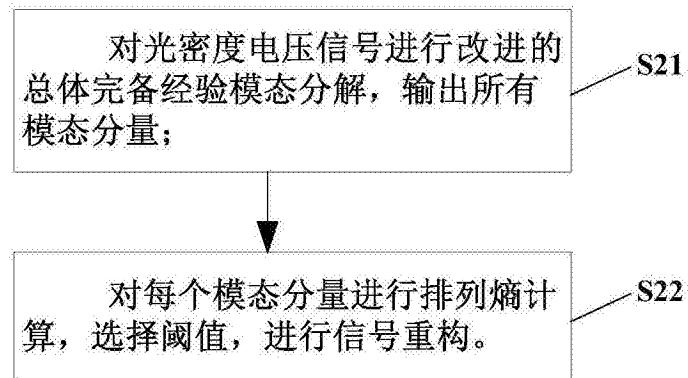 对光密度电压信号进行改进的
总体完备经验模态分解，输出所有
模态分量；
S21
对每个模态分量进行排列熵计
算，选择阈值，进行信号重构。
S22